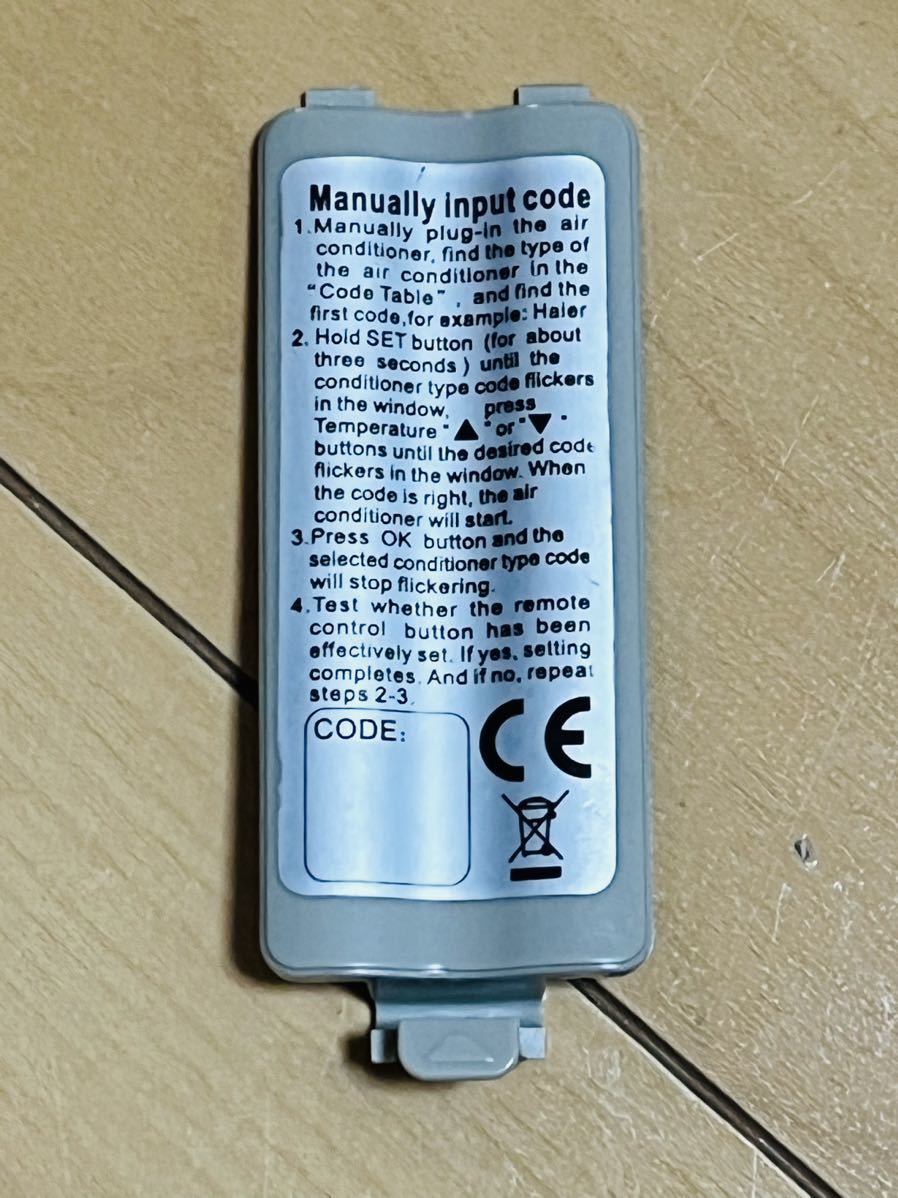 Manually input code
1.Manually plug-in the air
conditioner, find the type of
the air conditioner in the
"Code Table", and find the
first code,for example: Haier
2. Hold SET button (for about
three seconds) until the
conditioner type code flickers
in the window, press
Temperature "▲" or "▼"
buttons until the desired code
flickers in the window. When
the code is right, the air
conditioner will start.
3.Press OK button and the
selected conditioner type code
will stop flickering.
4.Test whether the remote
control button has been
effectively set. If yes, setting
completes. And if no, repeat
steps 2-3.
CODE:
CE